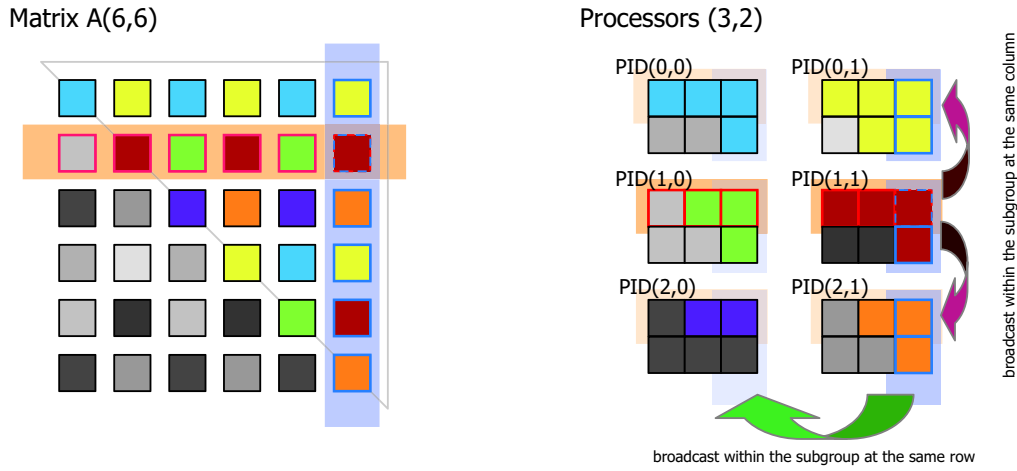 Matrix A(6,6)
Processors (3,2)
PID(0,0)
PID(0,1)
PID(1,0)
PID(1,1)
PID(2,0)
PID(2,1)
broadcast within the subgroup at the same column
broadcast within the subgroup at the same row